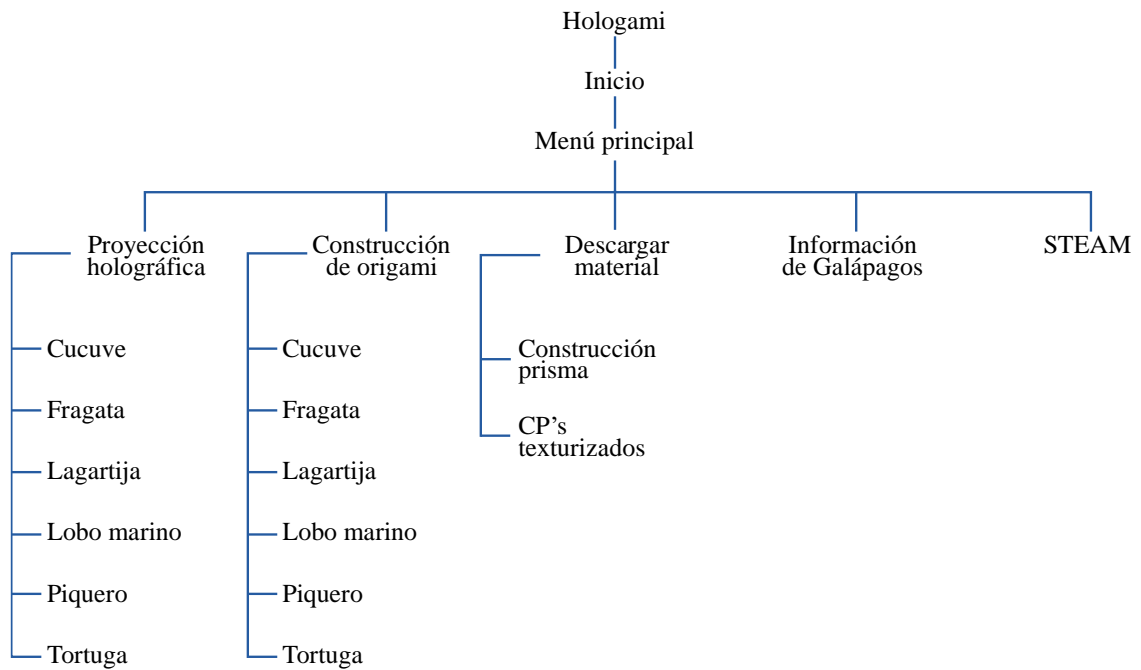 Hologami
Inicio
Menú principal
Proyección
holográfica
Cucuve
Fragata
Lagartija
Lobo marino
Piquero
Tortuga
Construcción
de origami
Cucuve
Fragata
Lagartija
Lobo marino
Piquero
Tortuga
Descargar
material
Construcción
prisma
CP’s
texturizados
Información
de Galápagos
STEAM